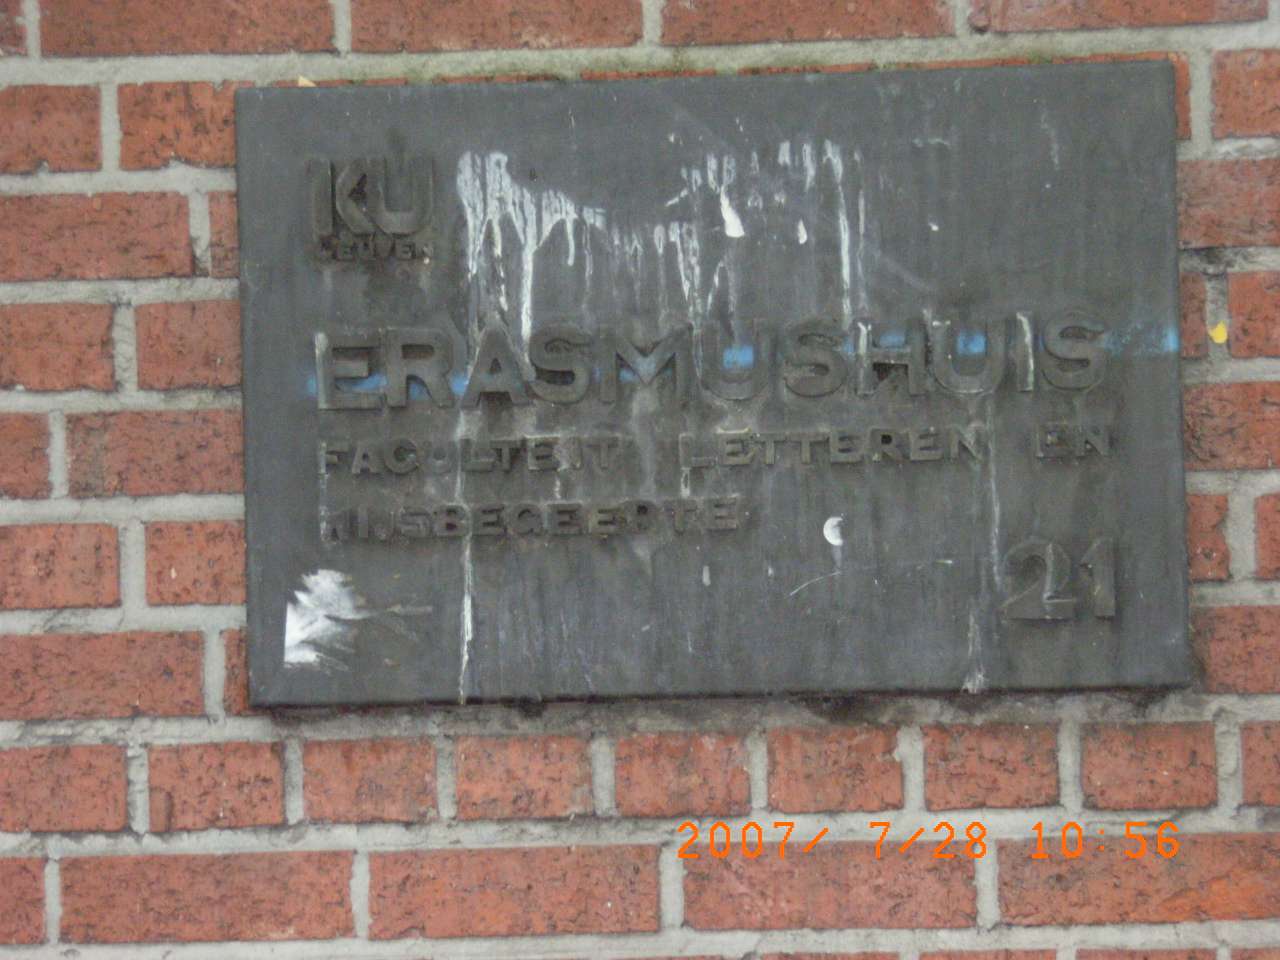 KU
LEUVEN
ERASMUSHUIS
FACULTEIT LETTEREN EN
WIJSBEGEERTE
21
2007/ 7/28 10:56